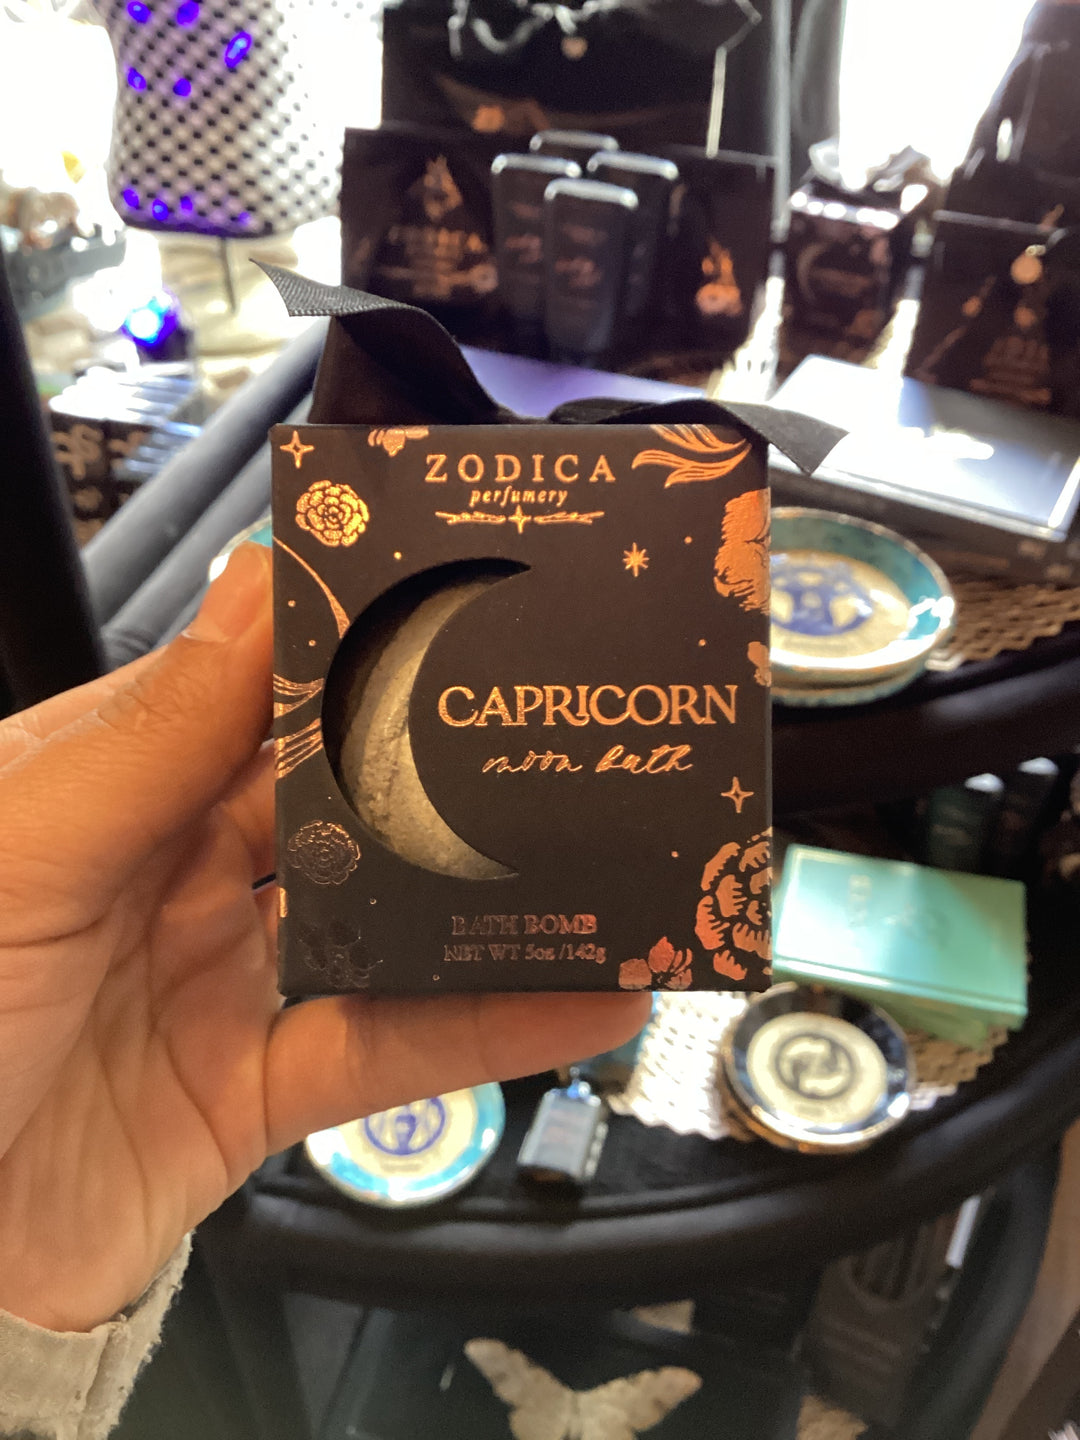 ZODICA
perfumery
CAPRICORN
moon bath
BATH BOMB
NET WT 5oz /142g